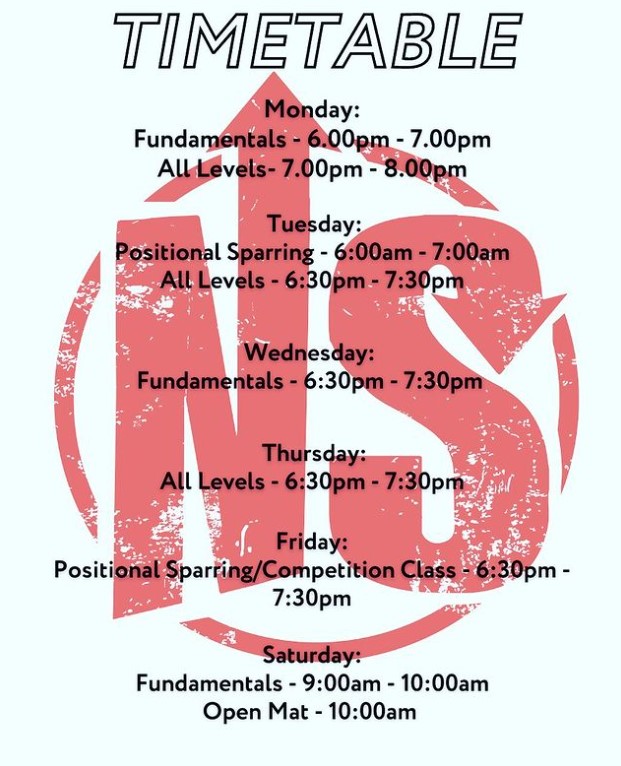 TIMETABLE
Monday:
Fundamentals - 6.00pm - 7.00pm
All Levels- 7.00pm - 8.00pm
Tuesday:
Positional Sparring - 6:00am - 7:00am
All Levels - 6:30pm - 7:30pm
Wednesday:
Fundamentals - 6:30pm - 7:30pm
Thursday:
All Levels - 6:30pm - 7:30pm
Friday:
Positional Sparring/Competition Class - 6:30pm -
7:30pm
Saturday:
Fundamentals - 9:00am - 10:00am
Open Mat - 10:00am
NS